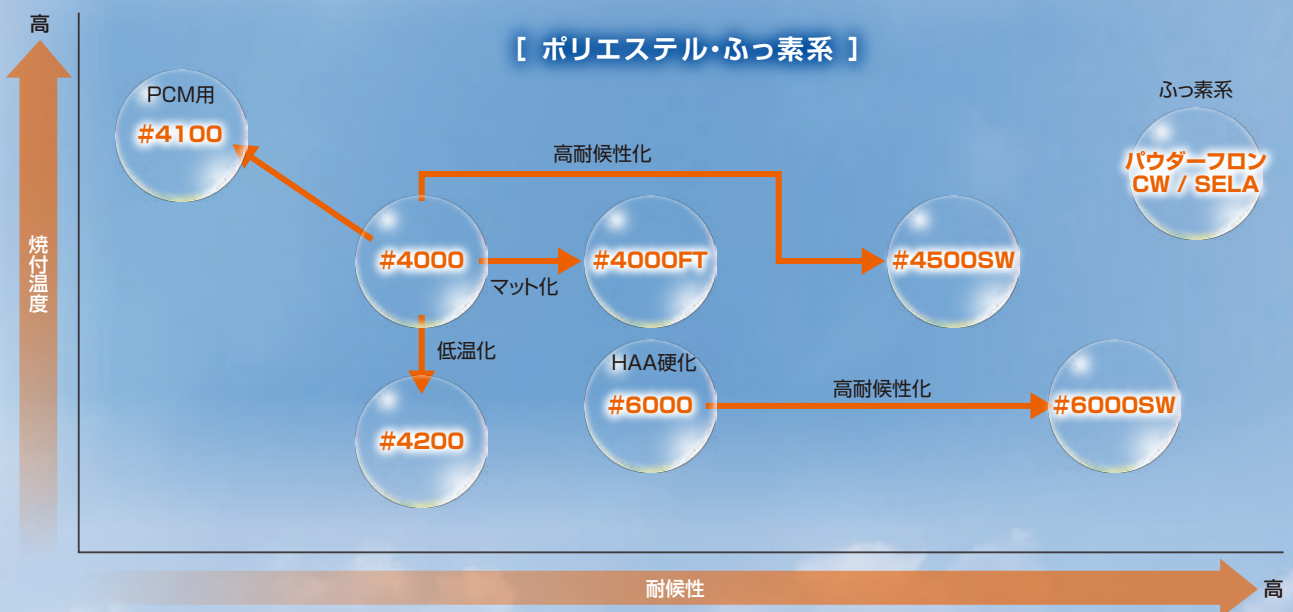 高
[ ポリエステル・ふっ素系 ]
PCM用
#4100
ふっ素系
パウダーフロン
CW / SELA
高耐候性化
#4000
マット化
#4000FT
#4500SW
焼付温度
低温化
#4200
HAA硬化
#6000
高耐候性化
#6000SW
耐候性
高